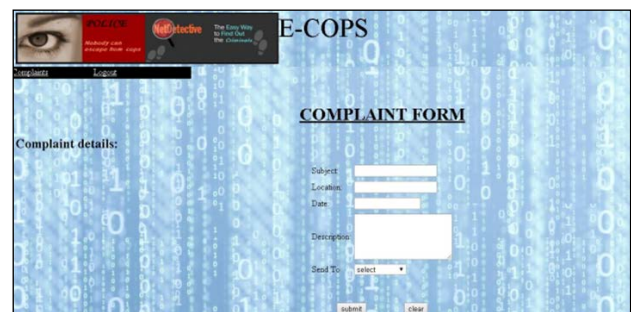 POLICE
Nobody can
escape from cops
NetDetective
The Easy Way
to Find Out
the Criminals
E-COPS
Complaints Logout
COMPLAINT FORM
Complaint details:
Subject
Location
Date
Description
Send To select
submit clear